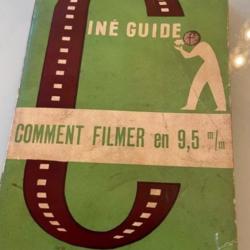 CINÉ GUIDE
COMMENT FILMER en 9,5 m/m